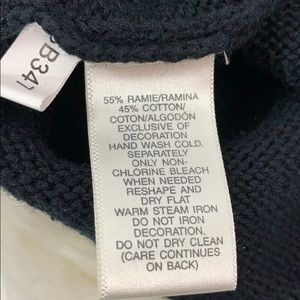 B341
55% RAMIE/RAMINA
45% COTTON/
COTON/ALGODÓN
EXCLUSIVE OF
DECORATION
HAND WASH COLD.
SEPARATELY
ONLY NON-
CHLORINE BLEACH
WHEN NEEDED
RESHAPE AND
DRY FLAT
WARM STEAM IRON
DO NOT IRON
DECORATION.
DO NOT DRY CLEAN
(CARE CONTINUES
ON BACK)